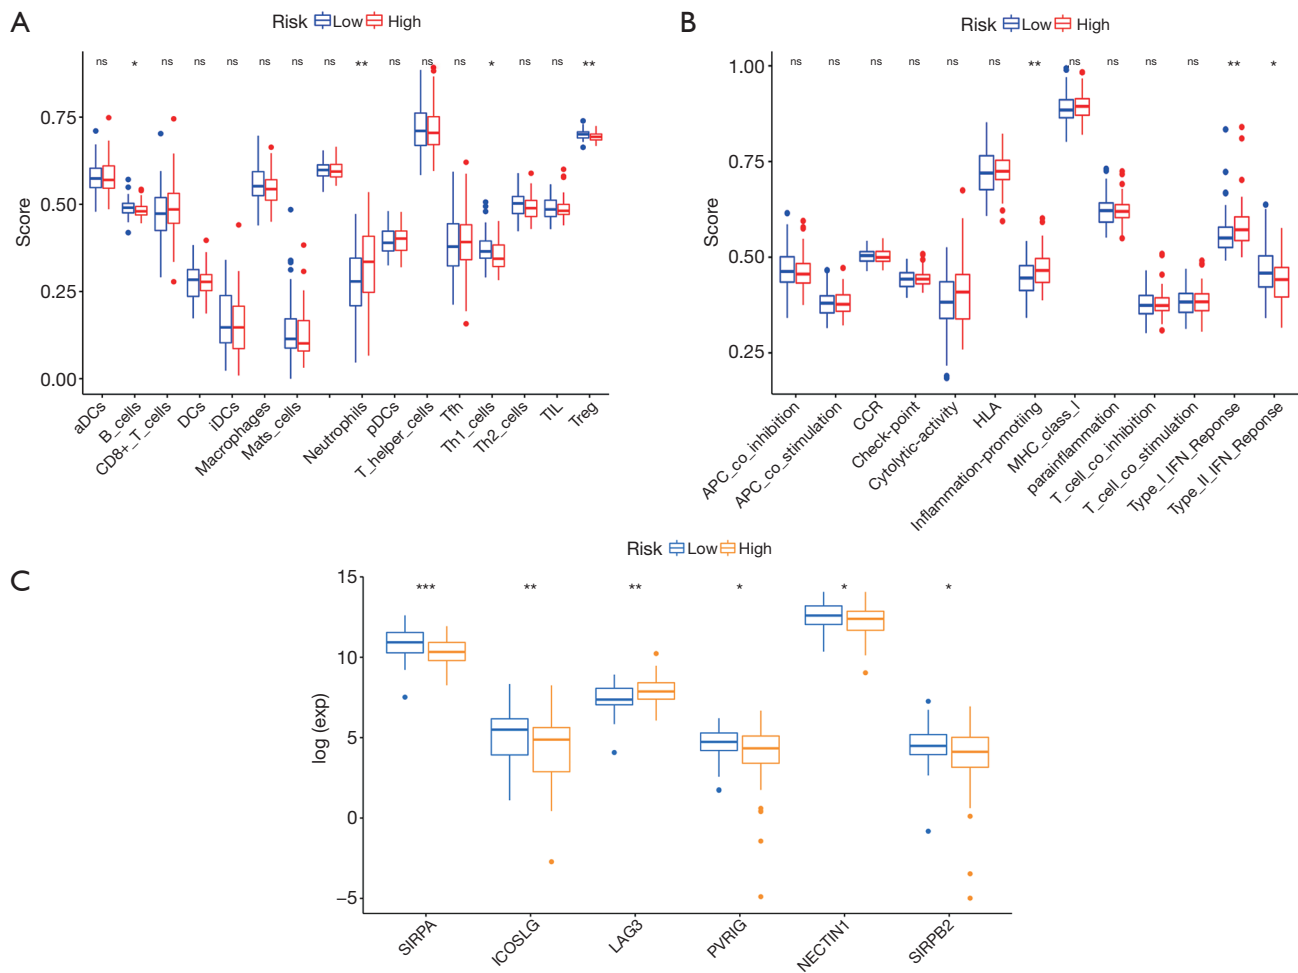 A
Risk Low High
ns * ns ns ns ns ns ns ** ns ns ns * ns ns **
Score
0.75
0.50
0.25
0.00
aDCs
B_cells
CD8+_T_cells
DCs
iDCs
Macrophages
Mats_cells
Neutrophils
pDCs
T_helper_cells
Tfh
Th1_cells
Th2_cells
TIL
Treg
B
Risk Low High
ns ns ns ns ns ns ** ns ns ns ns ** *
Score
1.00
0.75
0.50
0.25
APC_co_inhibition
APC_co_stimulation
CCR
Check-point
Cytolytic-activity
HLA
Inflammation-promotiing
MHC_class_I
parainflammation
T_cell_co_inhibition
T_cell_co_stimulation
Type_I_IFN_Reponse
Type_II_IFN_Reponse
C
Risk Low High
*** ** ** * * *
log (exp)
15
10
5
0
−5
SIRPA
ICOSLG
LAG3
PVRIG
NECTIN1
SIRPB2